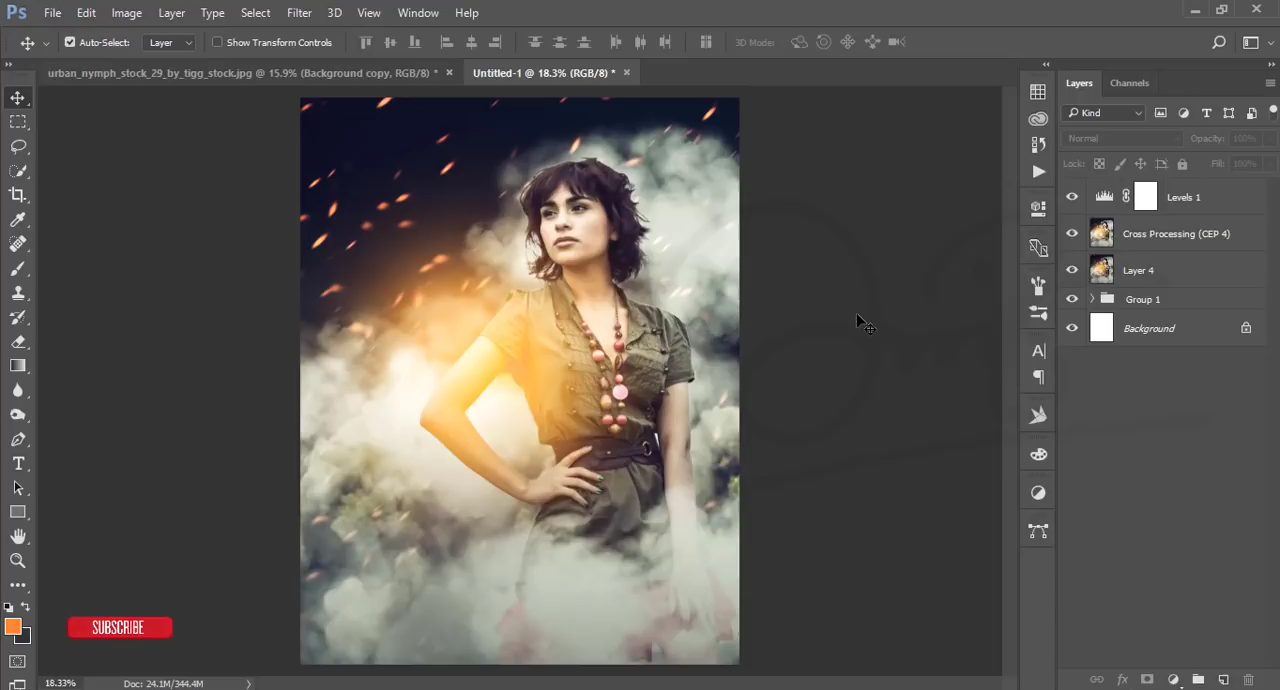 Ps File Edit Image Layer Type Select Filter 3D View Window Help
Auto-Select: Layer Show Transform Controls 3D Mode:
urban_nymph_stock_29_by_tigg_stock.jpg @ 15.9% (Background copy, RGB/8) * × Untitled-1 @ 18.3% (RGB/8) * ×
Layers Channels
Kind
Normal Opacity: 100%
Lock: Fill: 100%
Levels 1
Cross Processing (CEP 4)
Layer 4
Group 1
Background
SUBSCRIBE
18.33% Doc: 24.1M/344.4M